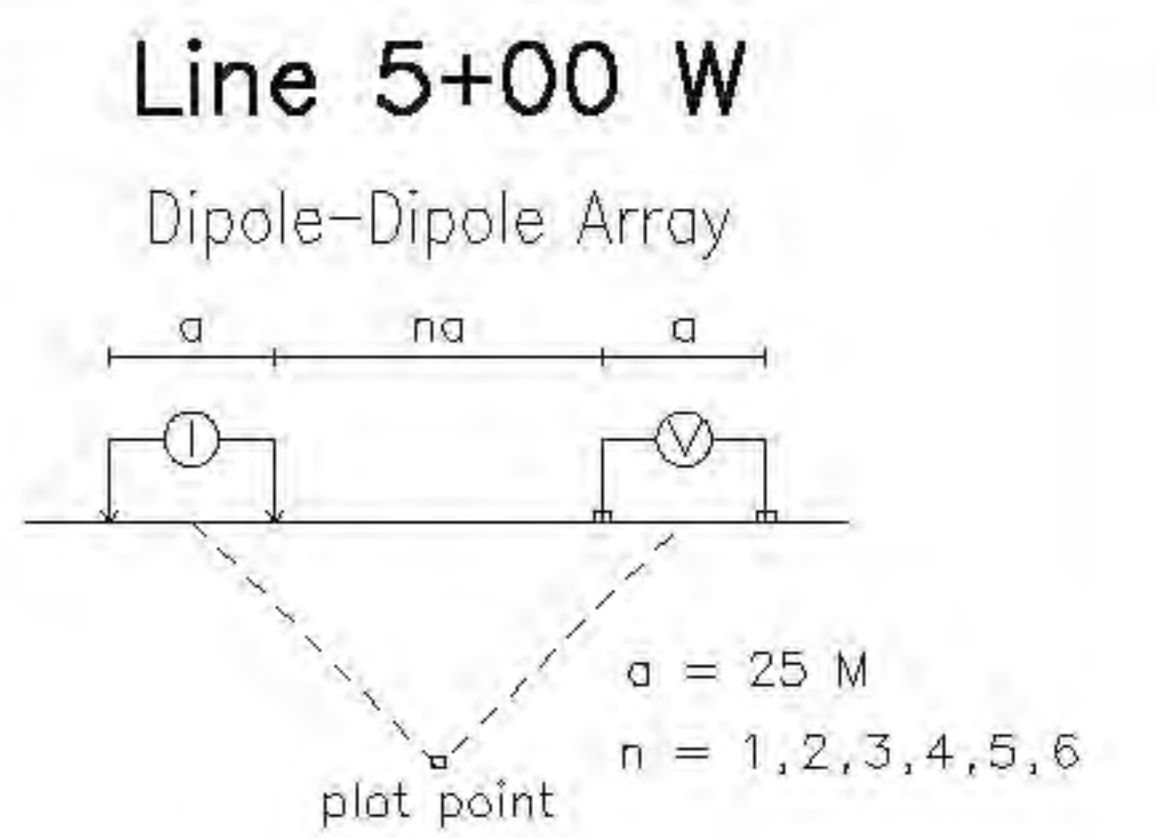 Line 5+00 W
Dipole-Dipole Array
a na a
I V
a = 25 M
n = 1,2,3,4,5,6
plot point